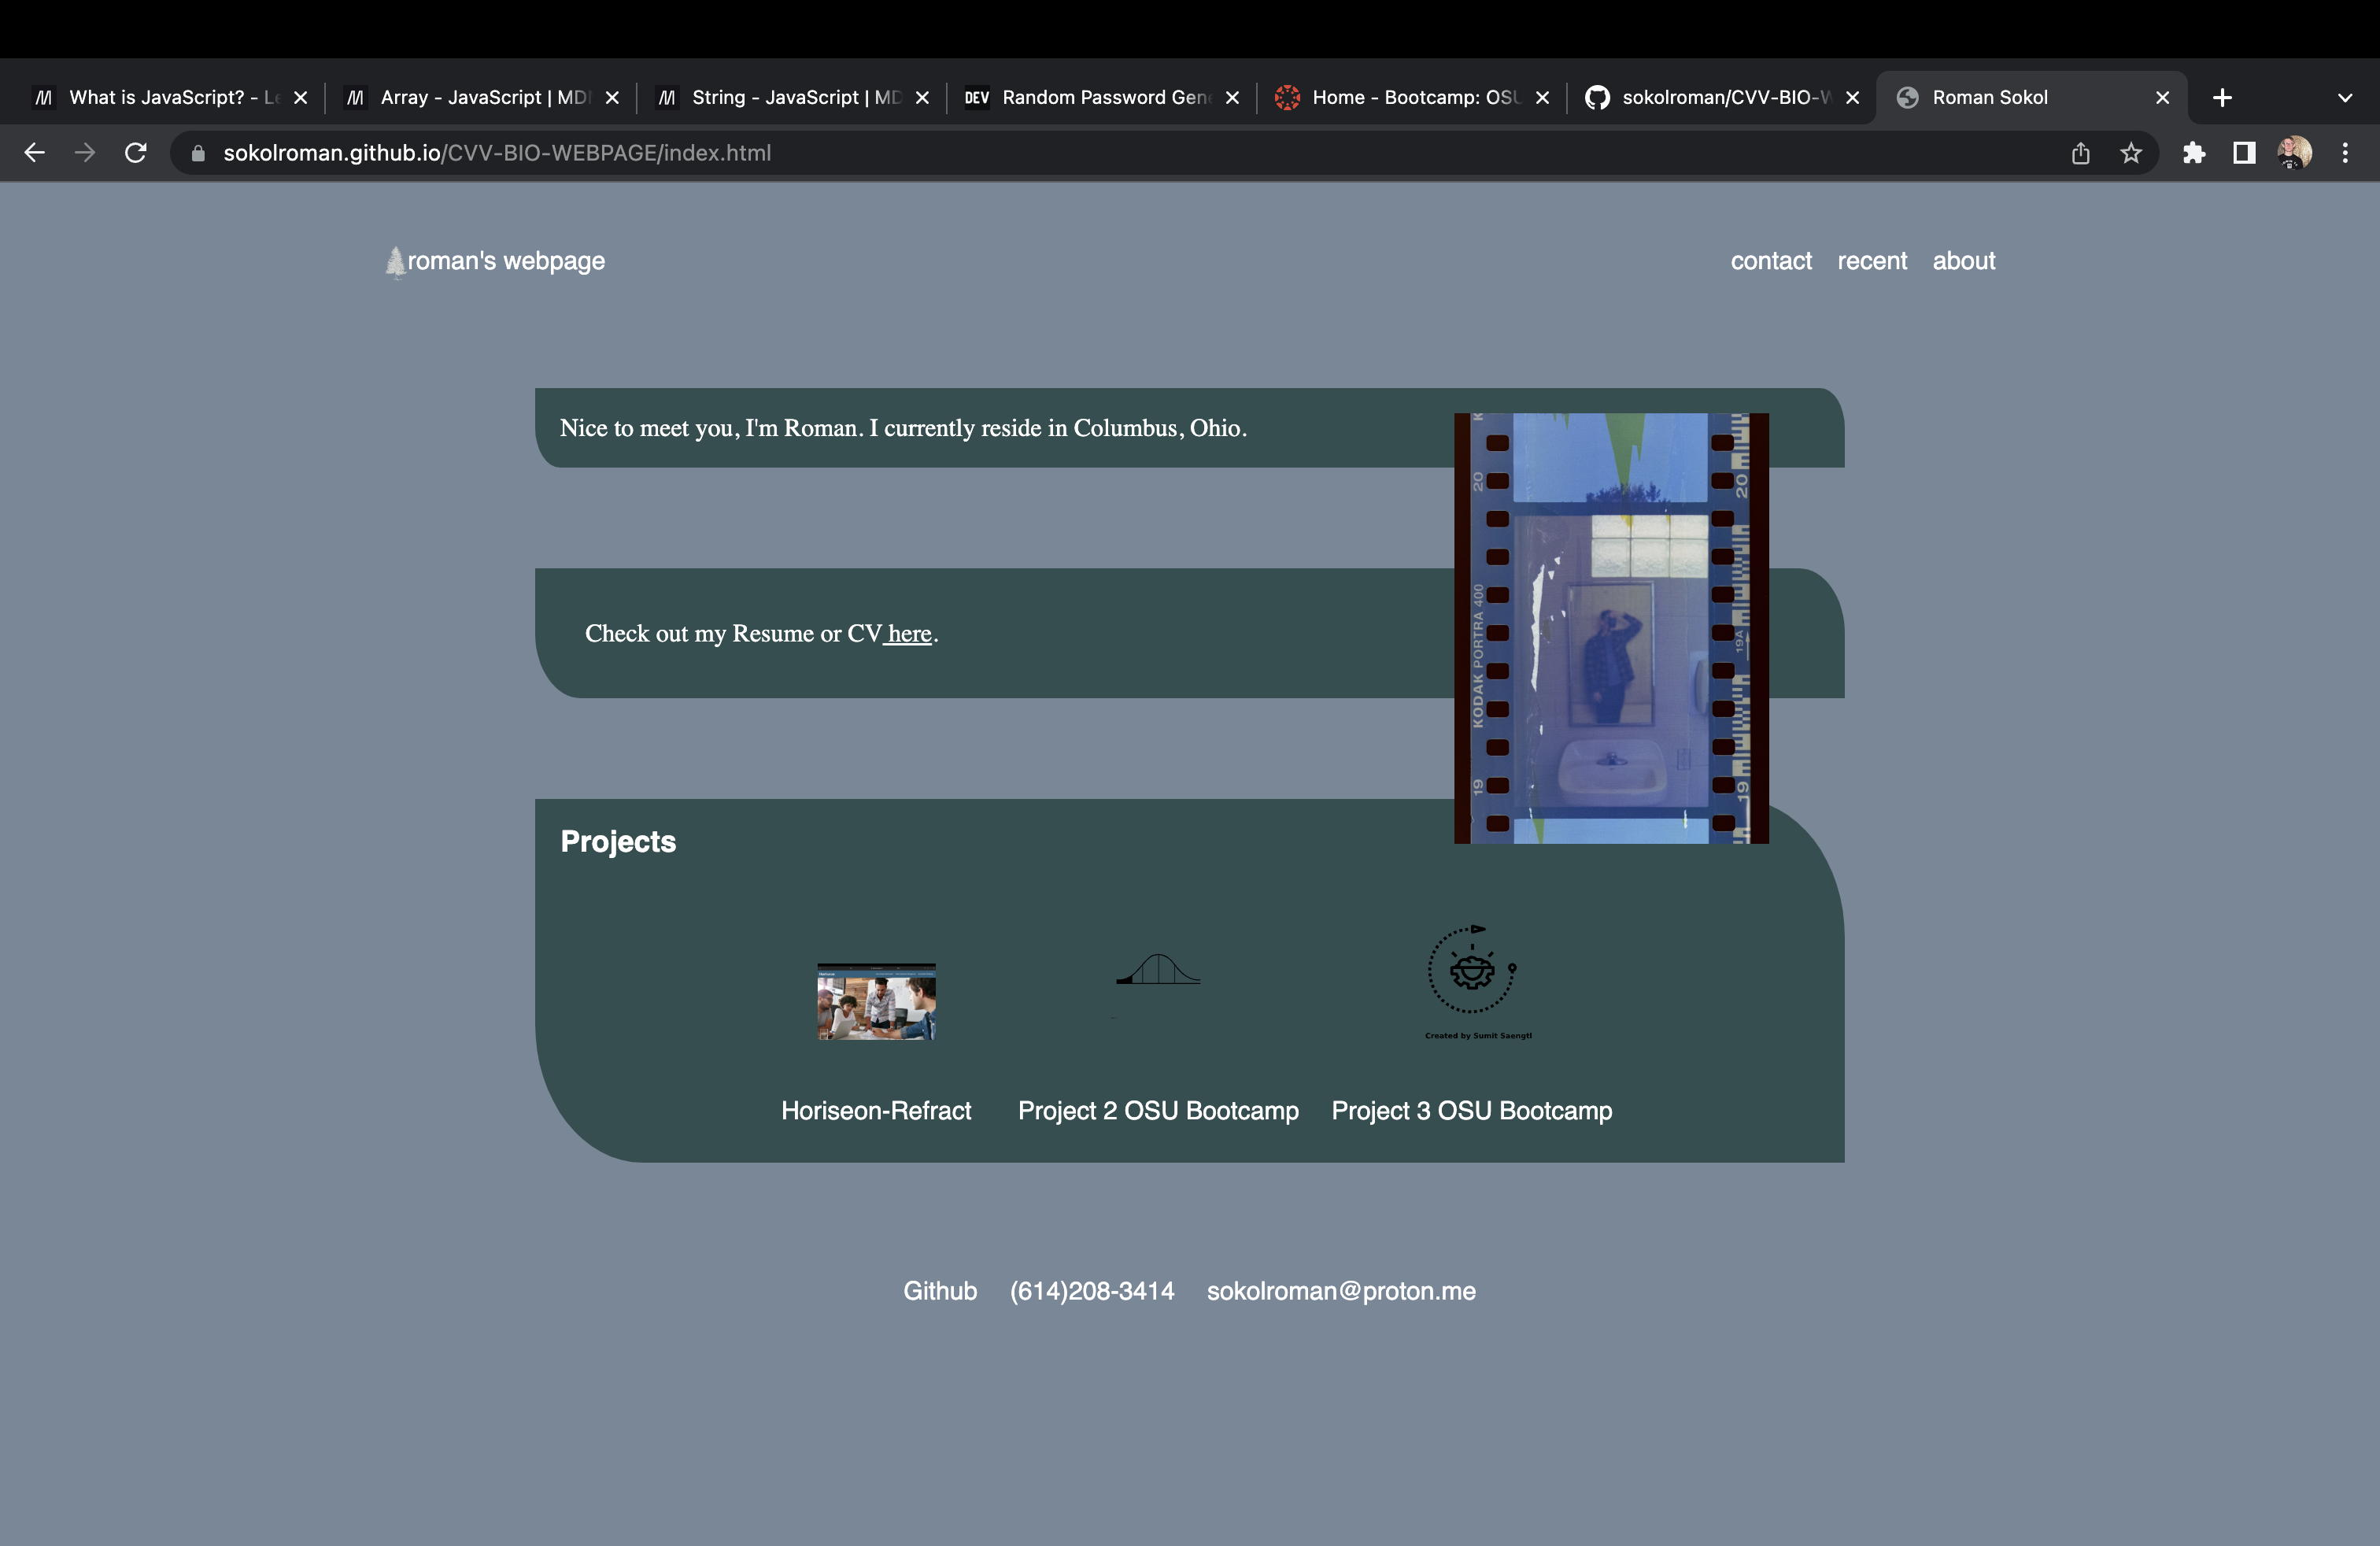 What is JavaScript? - Le
Array - JavaScript | MD
String - JavaScript | MD
DEV Random Password Gene
Home - Bootcamp: OSU
sokolroman/CVV-BIO-W
Roman Sokol
sokolroman.github.io/CVV-BIO-WEBPAGE/index.html
roman's webpage
contact recent about
Nice to meet you, I'm Roman. I currently reside in Columbus, Ohio.
Check out my Resume or CV here.
20
20
KODAK PORTRA 400
19A
19
19
Projects
Created by Sumit Saengt
Horiseon-Refract
Project 2 OSU Bootcamp
Project 3 OSU Bootcamp
Github (614)208-3414 sokolroman@proton.me